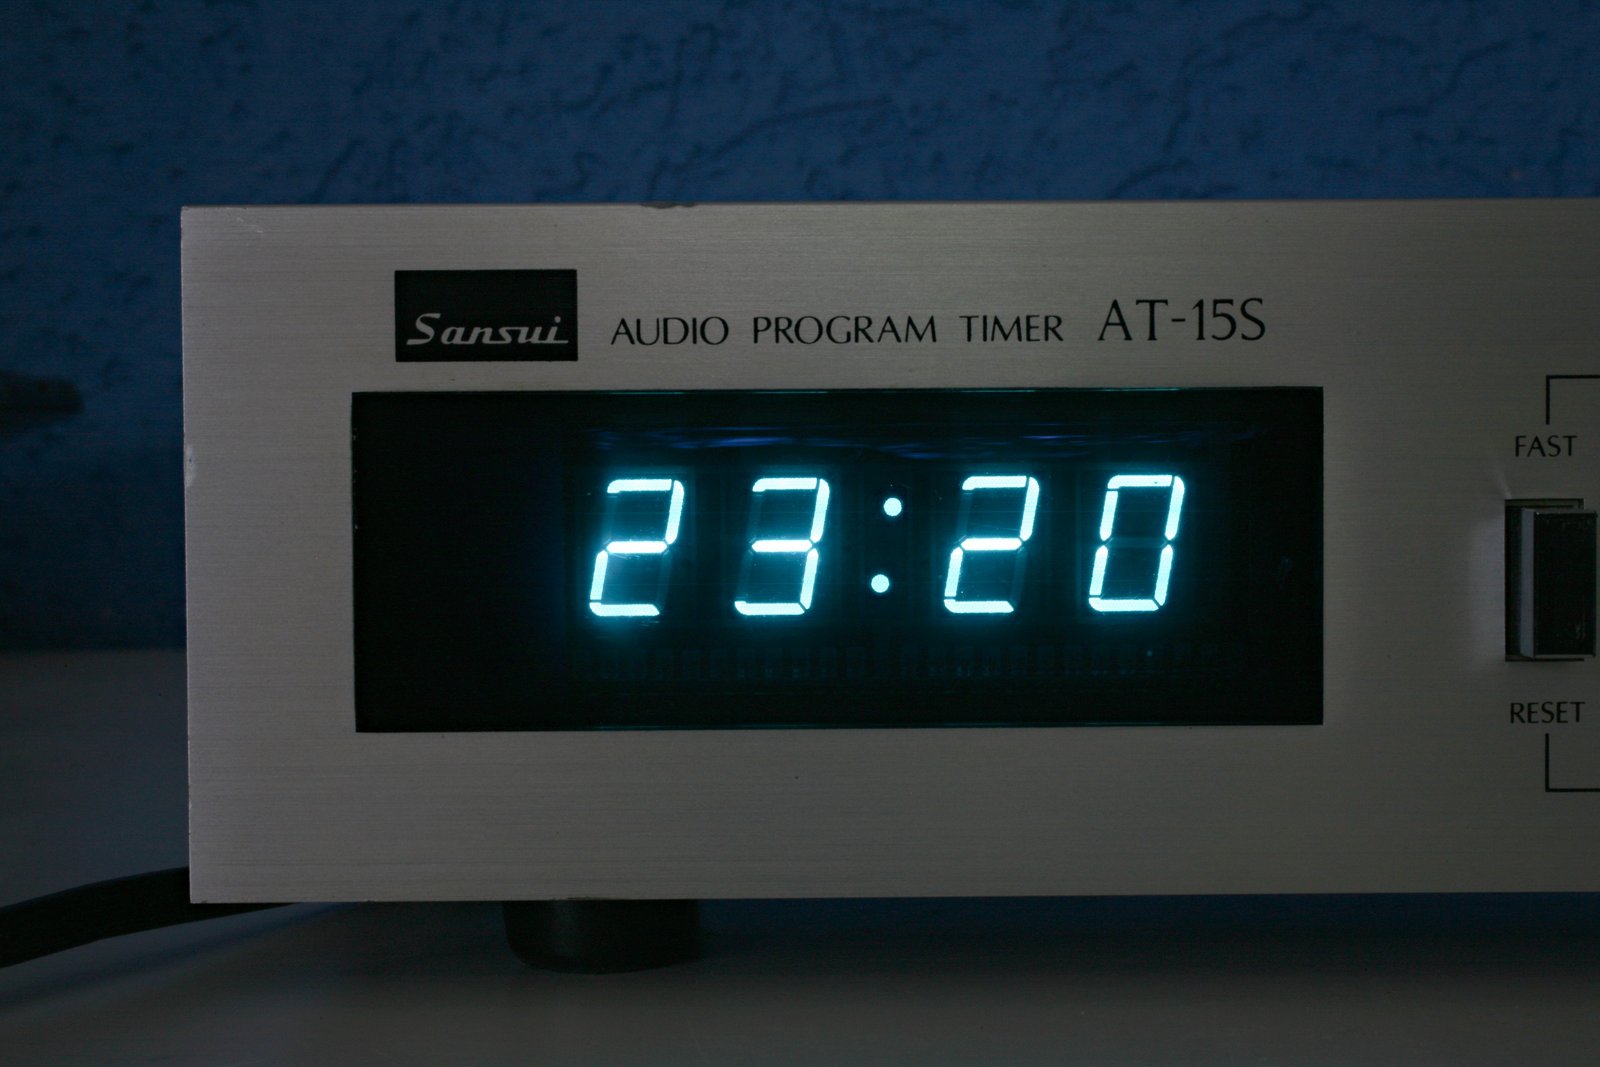 Sansui AUDIO PROGRAM TIMER AT-15S
23:20
FAST
RESET